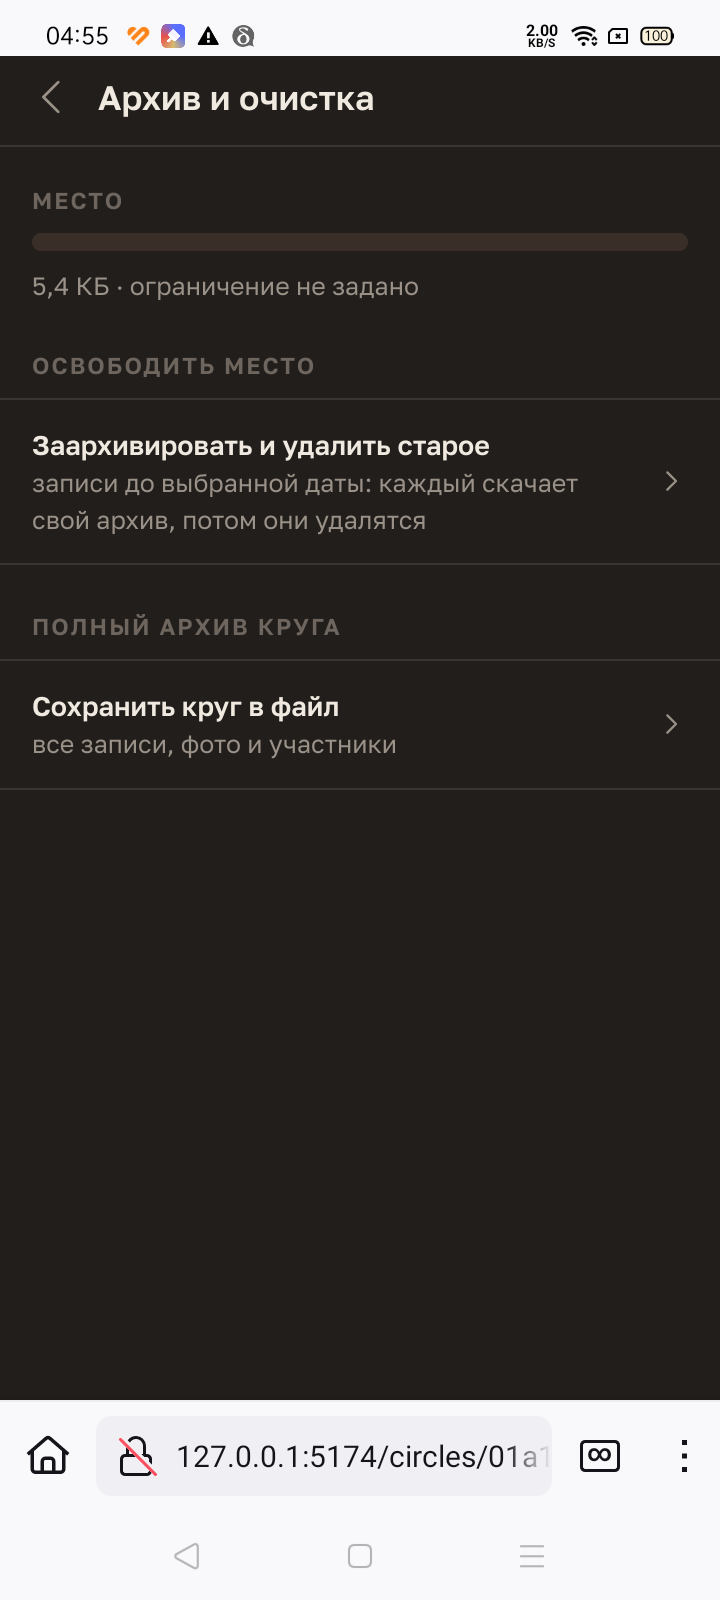 04:55
2.00
KB/S
100
Архив и очистка
МЕСТО
5,4 КБ · ограничение не задано
ОСВОБОДИТЬ МЕСТО
Заархивировать и удалить старое
записи до выбранной даты: каждый скачает
свой архив, потом они удалятся
ПОЛНЫЙ АРХИВ КРУГА
Сохранить круг в файл
все записи, фото и участники
127.0.0.1:5174/circles/01a1